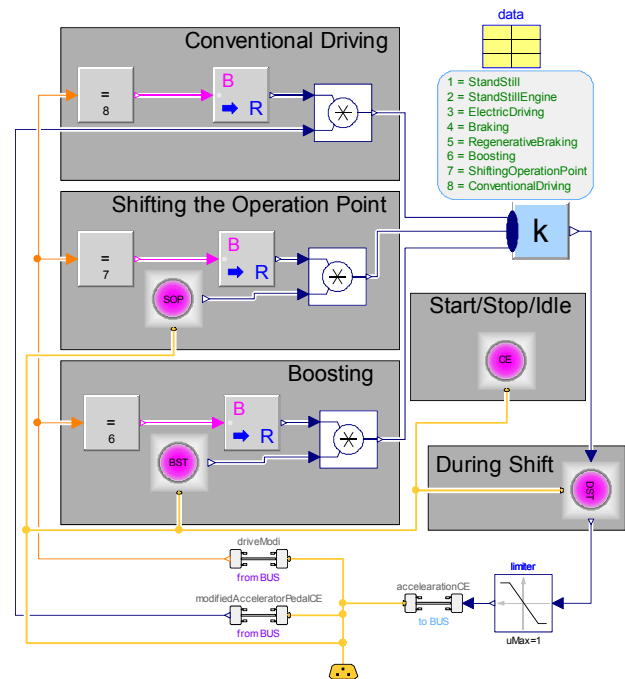 data
Conventional Driving
=
8
B
R
1 = StandStill
2 = StandStillEngine
3 = ElectricDriving
4 = Braking
5 = RegenerativeBraking
6 = Boosting
7 = ShiftingOperationPoint
8 = ConventionalDriving
Shifting the Operation Point
=
7
B
R
SOP
k
Start/Stop/Idle
CE
Boosting
=
6
B
R
BST
During Shift
DST
driveModi
from BUS
modifiedAcceleratorPedalCE
from BUS
accelearationCE
to BUS
limiter
uMax=1